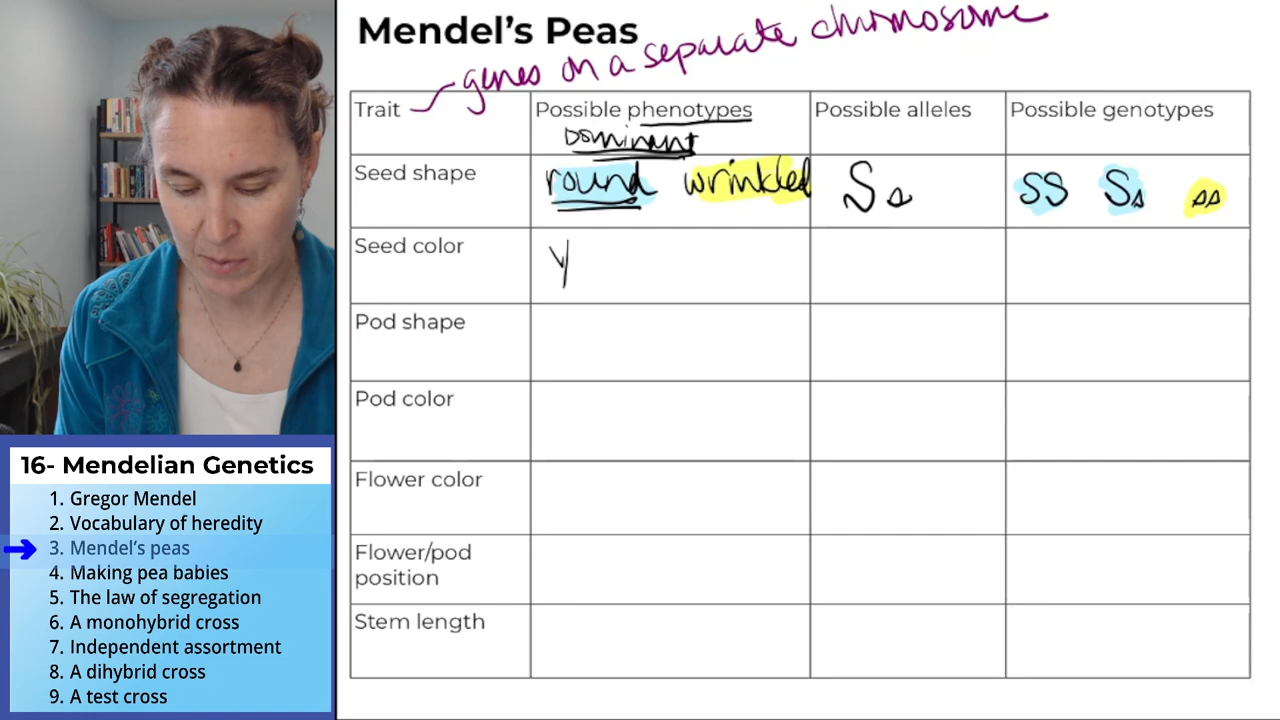 Mendel's Peas
genes on a separate chromosome
Trait Possible phenotypes Possible alleles Possible genotypes
Dominant
Seed shape round wrinkled S s SS Ss ss
Seed color y
Pod shape
Pod color
Flower color
Flower/pod
position
Stem length
16- Mendelian Genetics
1. Gregor Mendel
2. Vocabulary of heredity
3. Mendel's peas
4. Making pea babies
5. The law of segregation
6. A monohybrid cross
7. Independent assortment
8. A dihybrid cross
9. A test cross